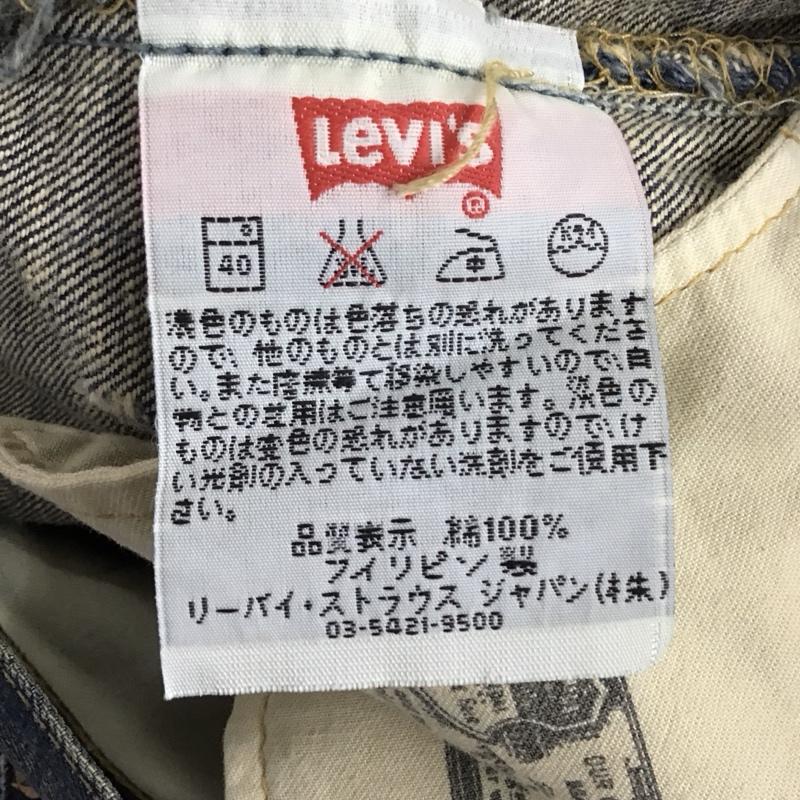 Levi's
®
40
中
ドライ
濃色のものは色落ちの恐れがあります
ので、他のものとは別に洗ってくださ
い。また摩擦等で移染しやすいので、白
物との並用はご注意願います。淡色の
ものは変色の恐れがありますので、け
い光剤の入っていない洗剤をご使用下
さい。
品質表示 綿100%
フィリピン製
リーバイ・ストラウス ジャパン(株)
03-5421-9500